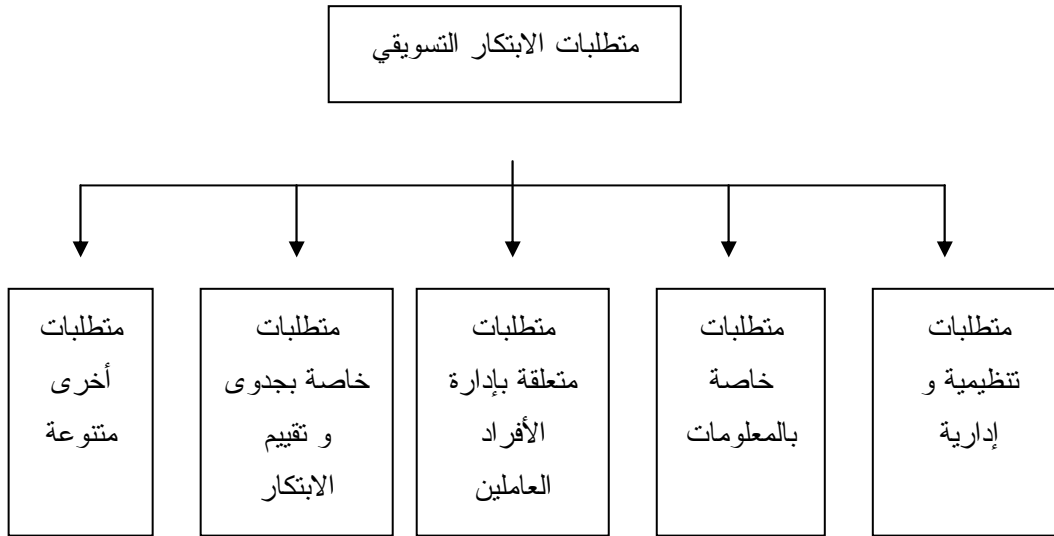 متطلبات الابتكار التسويقي
متطلبات
تنظيمية و
إدارية
متطلبات
خاصة
بالمعلومات
متطلبات
متعلقة بإدارة
الأفراد
العاملين
متطلبات
خاصة بجدوى
و تقييم
الابتكار
متطلبات
أخرى
متنوعة